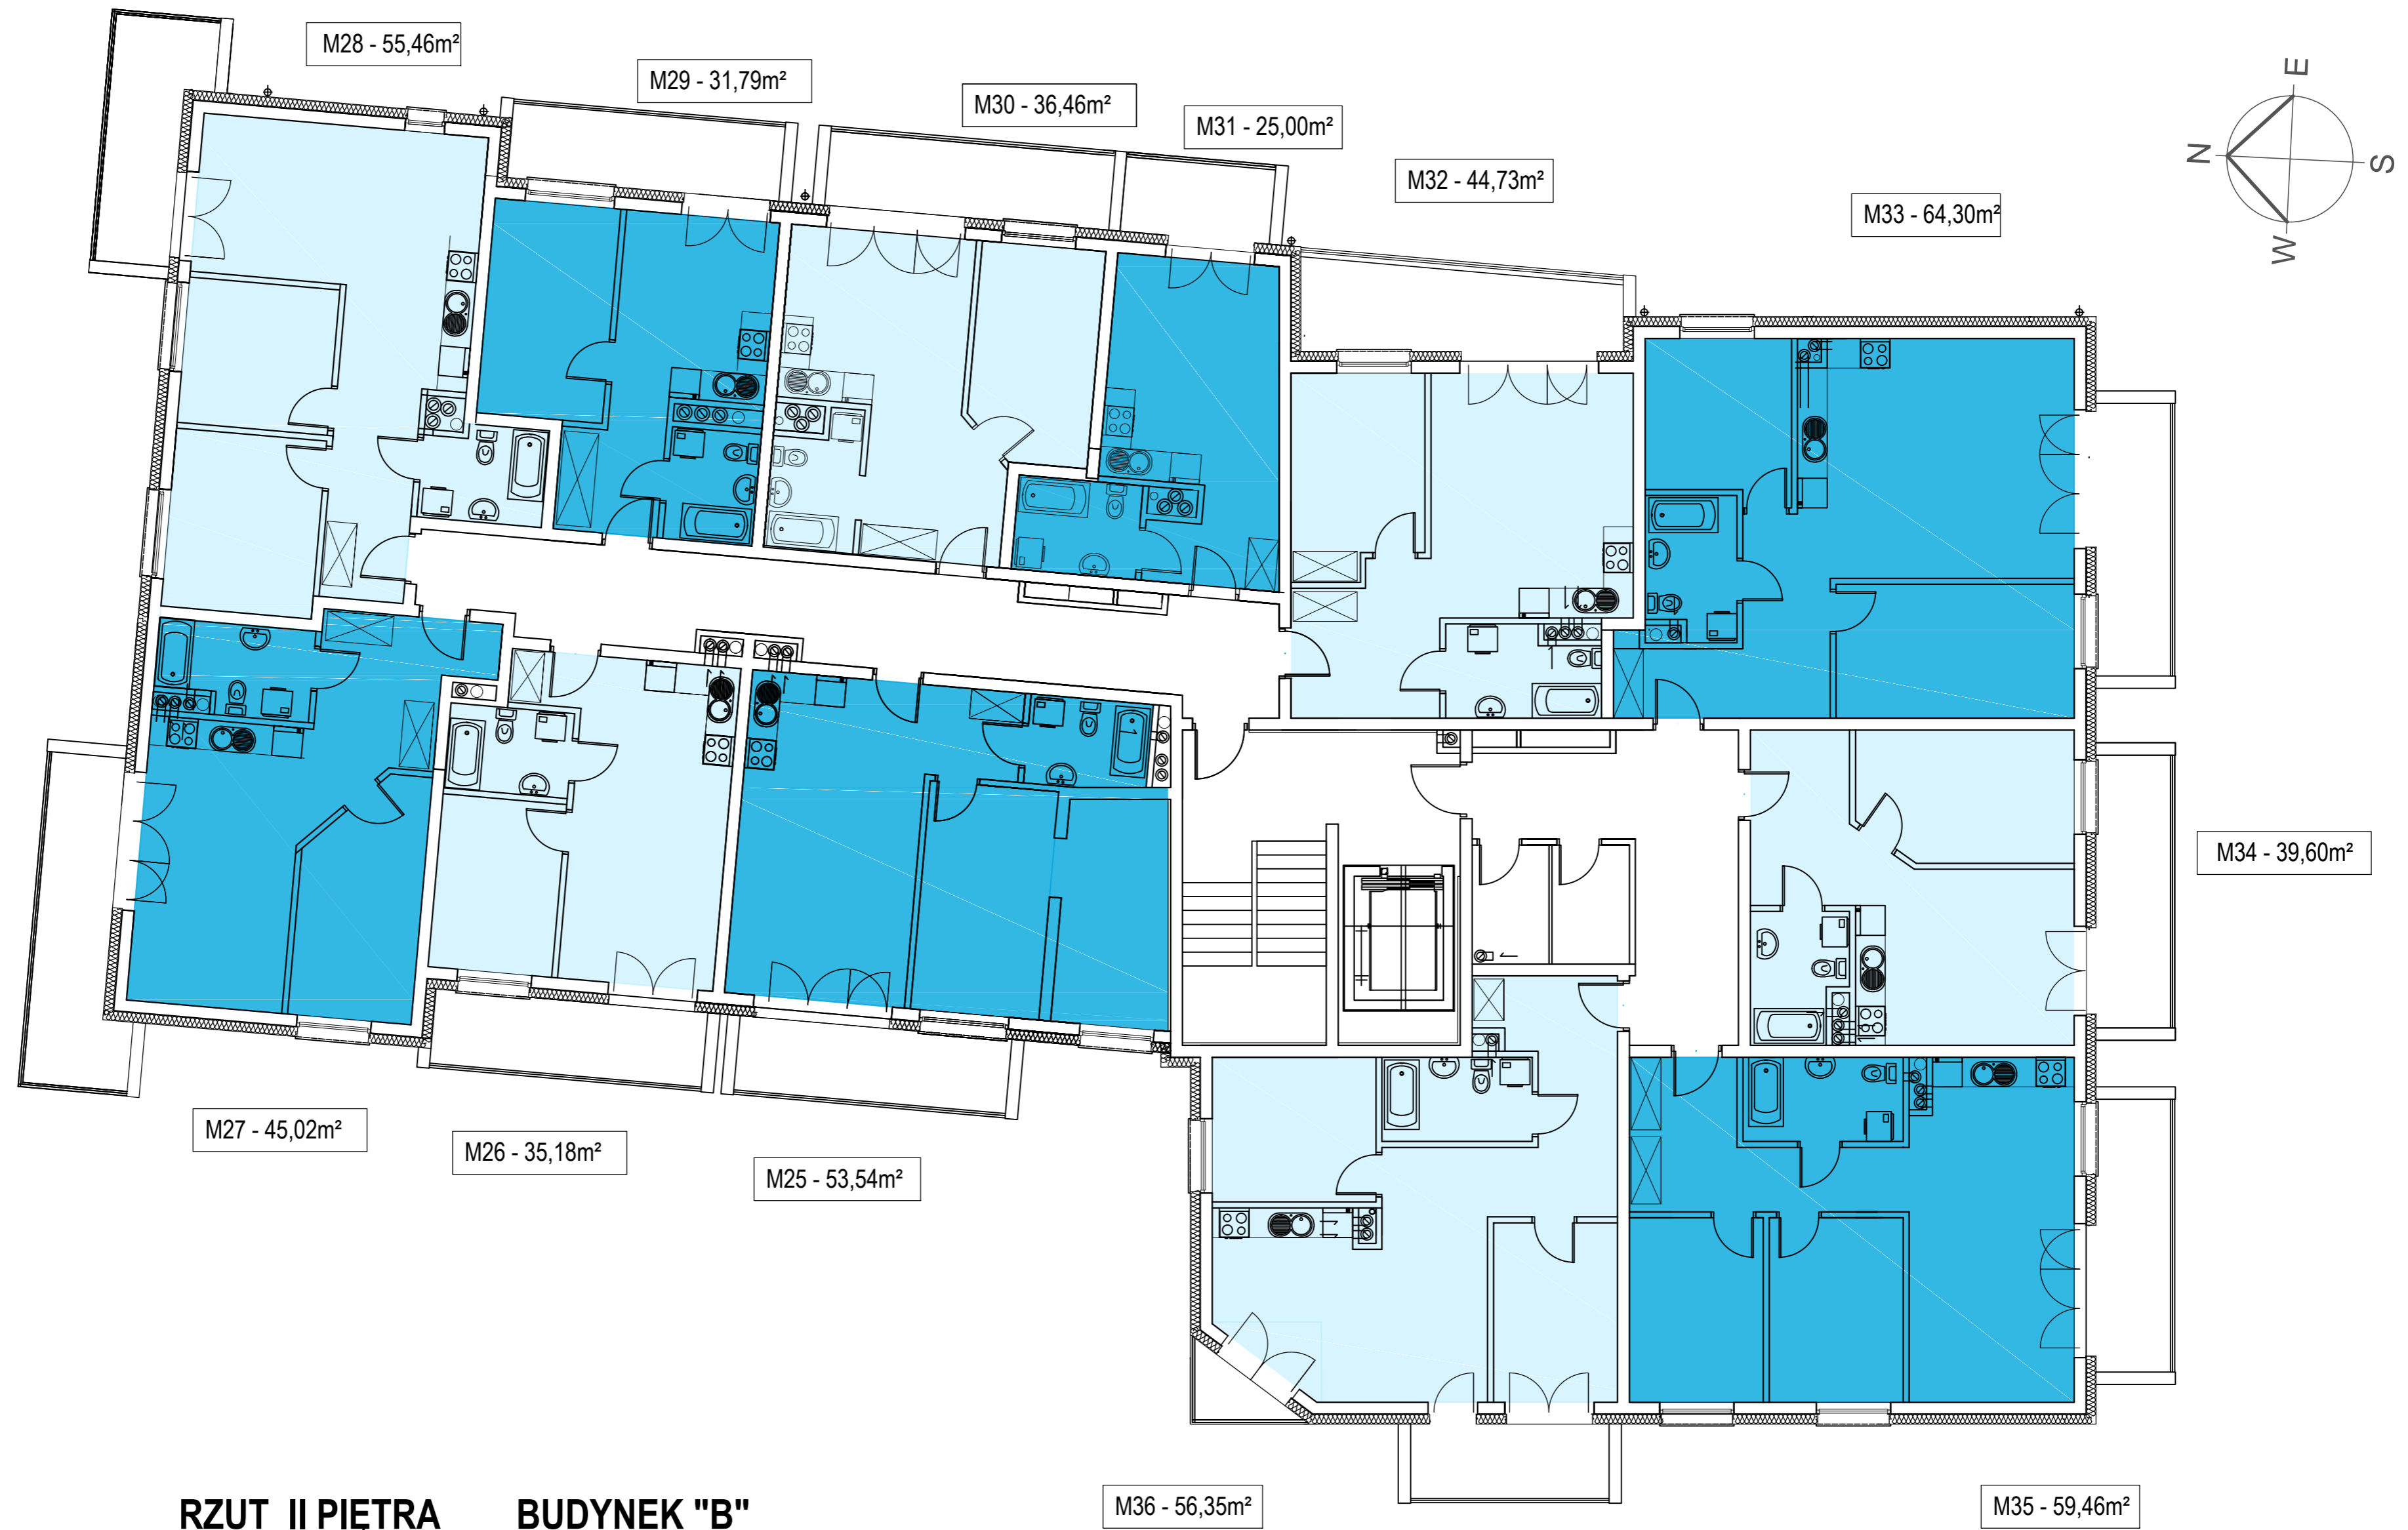 M28 - 55,46m²
M29 - 31,79m²
M30 - 36,46m²
M31 - 25,00m²
M32 - 44,73m²
M33 - 64,30m²
E
N
S
W
M34 - 39,60m²
M27 - 45,02m²
M26 - 35,18m²
M25 - 53,54m²
M36 - 56,35m²
M35 - 59,46m²
RZUT II PIĘTRA BUDYNEK "B"